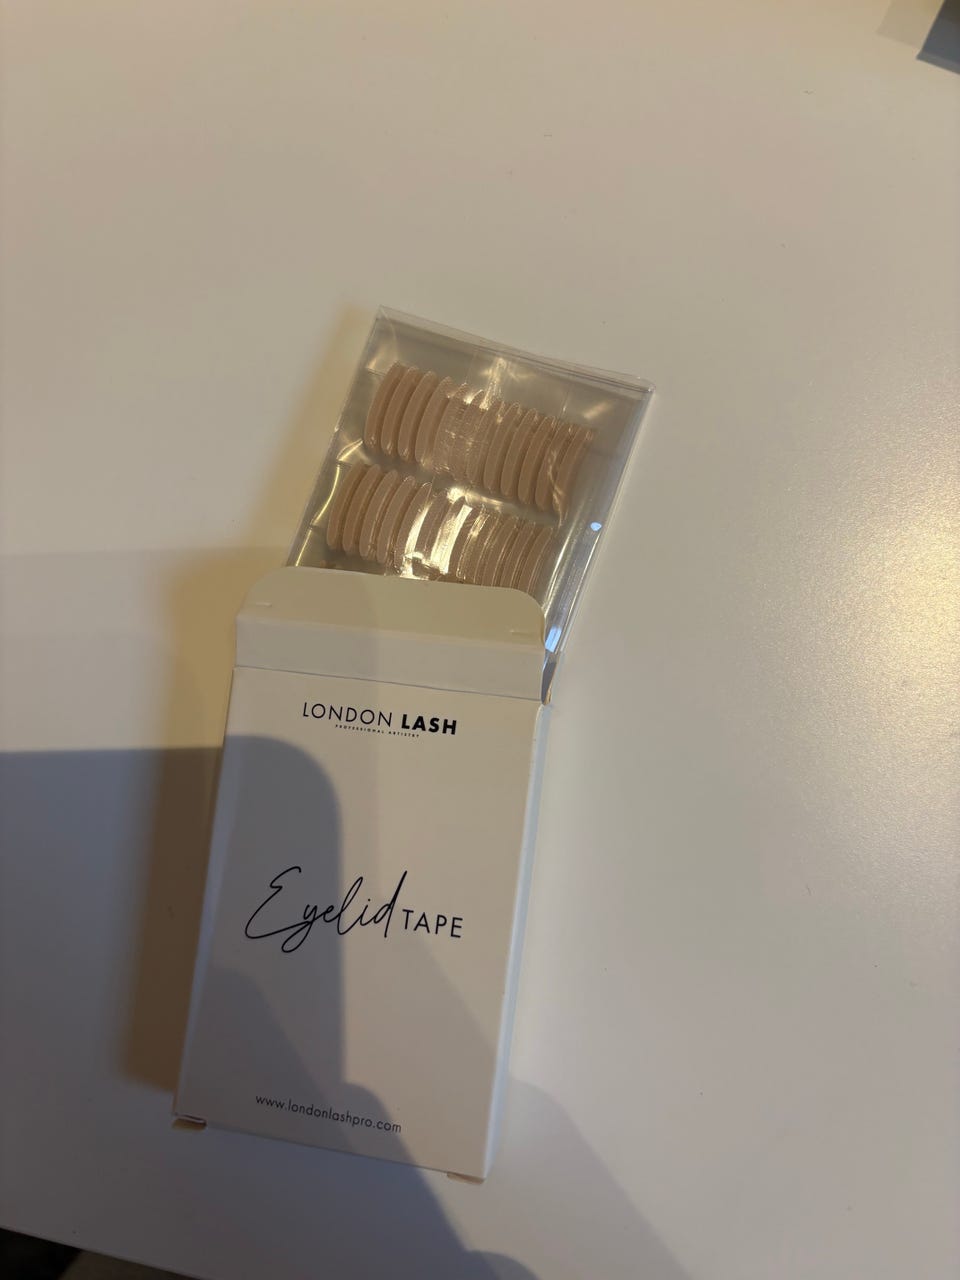 LONDON LASH
PROFESSIONAL ARTISTRY
Eyelid TAPE
www.londonlashpro.com